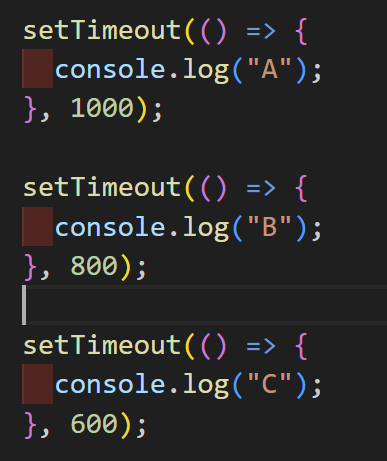 setTimeout(() => {
  console.log("A");
}, 1000);

setTimeout(() => {
  console.log("B");
}, 800);

setTimeout(() => {
  console.log("C");
}, 600);